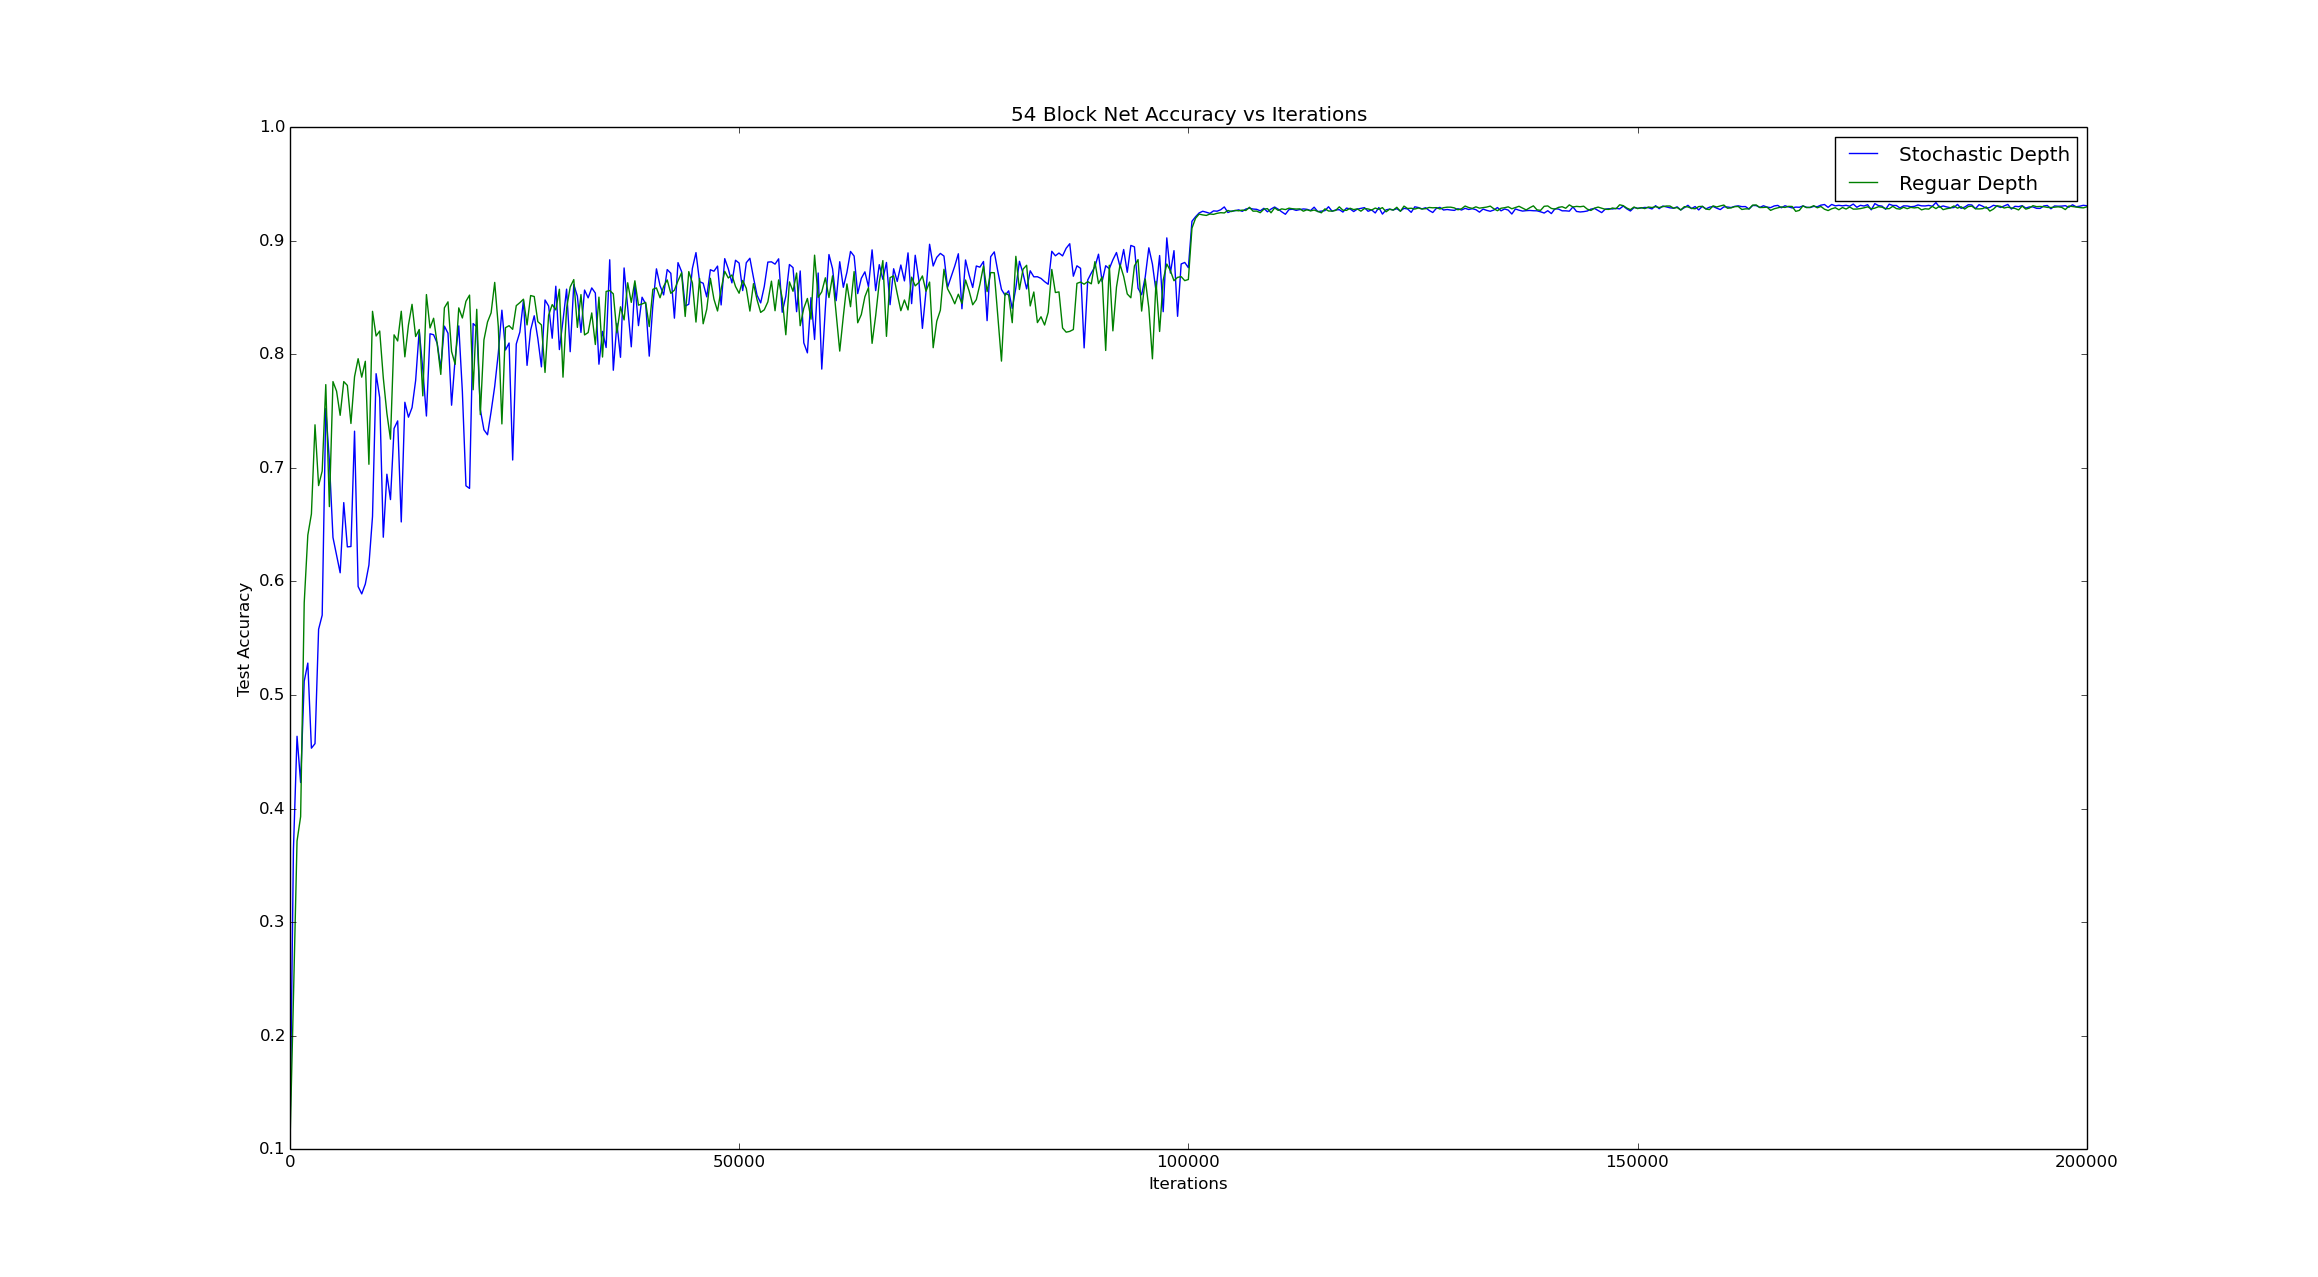 54 Block Net Accuracy vs Iterations
1.0
0.9
0.8
0.7
0.6
0.5
0.4
0.3
0.2
0.1
Test Accuracy
Stochastic Depth
Reguar Depth
0 50000 100000 150000 200000
Iterations